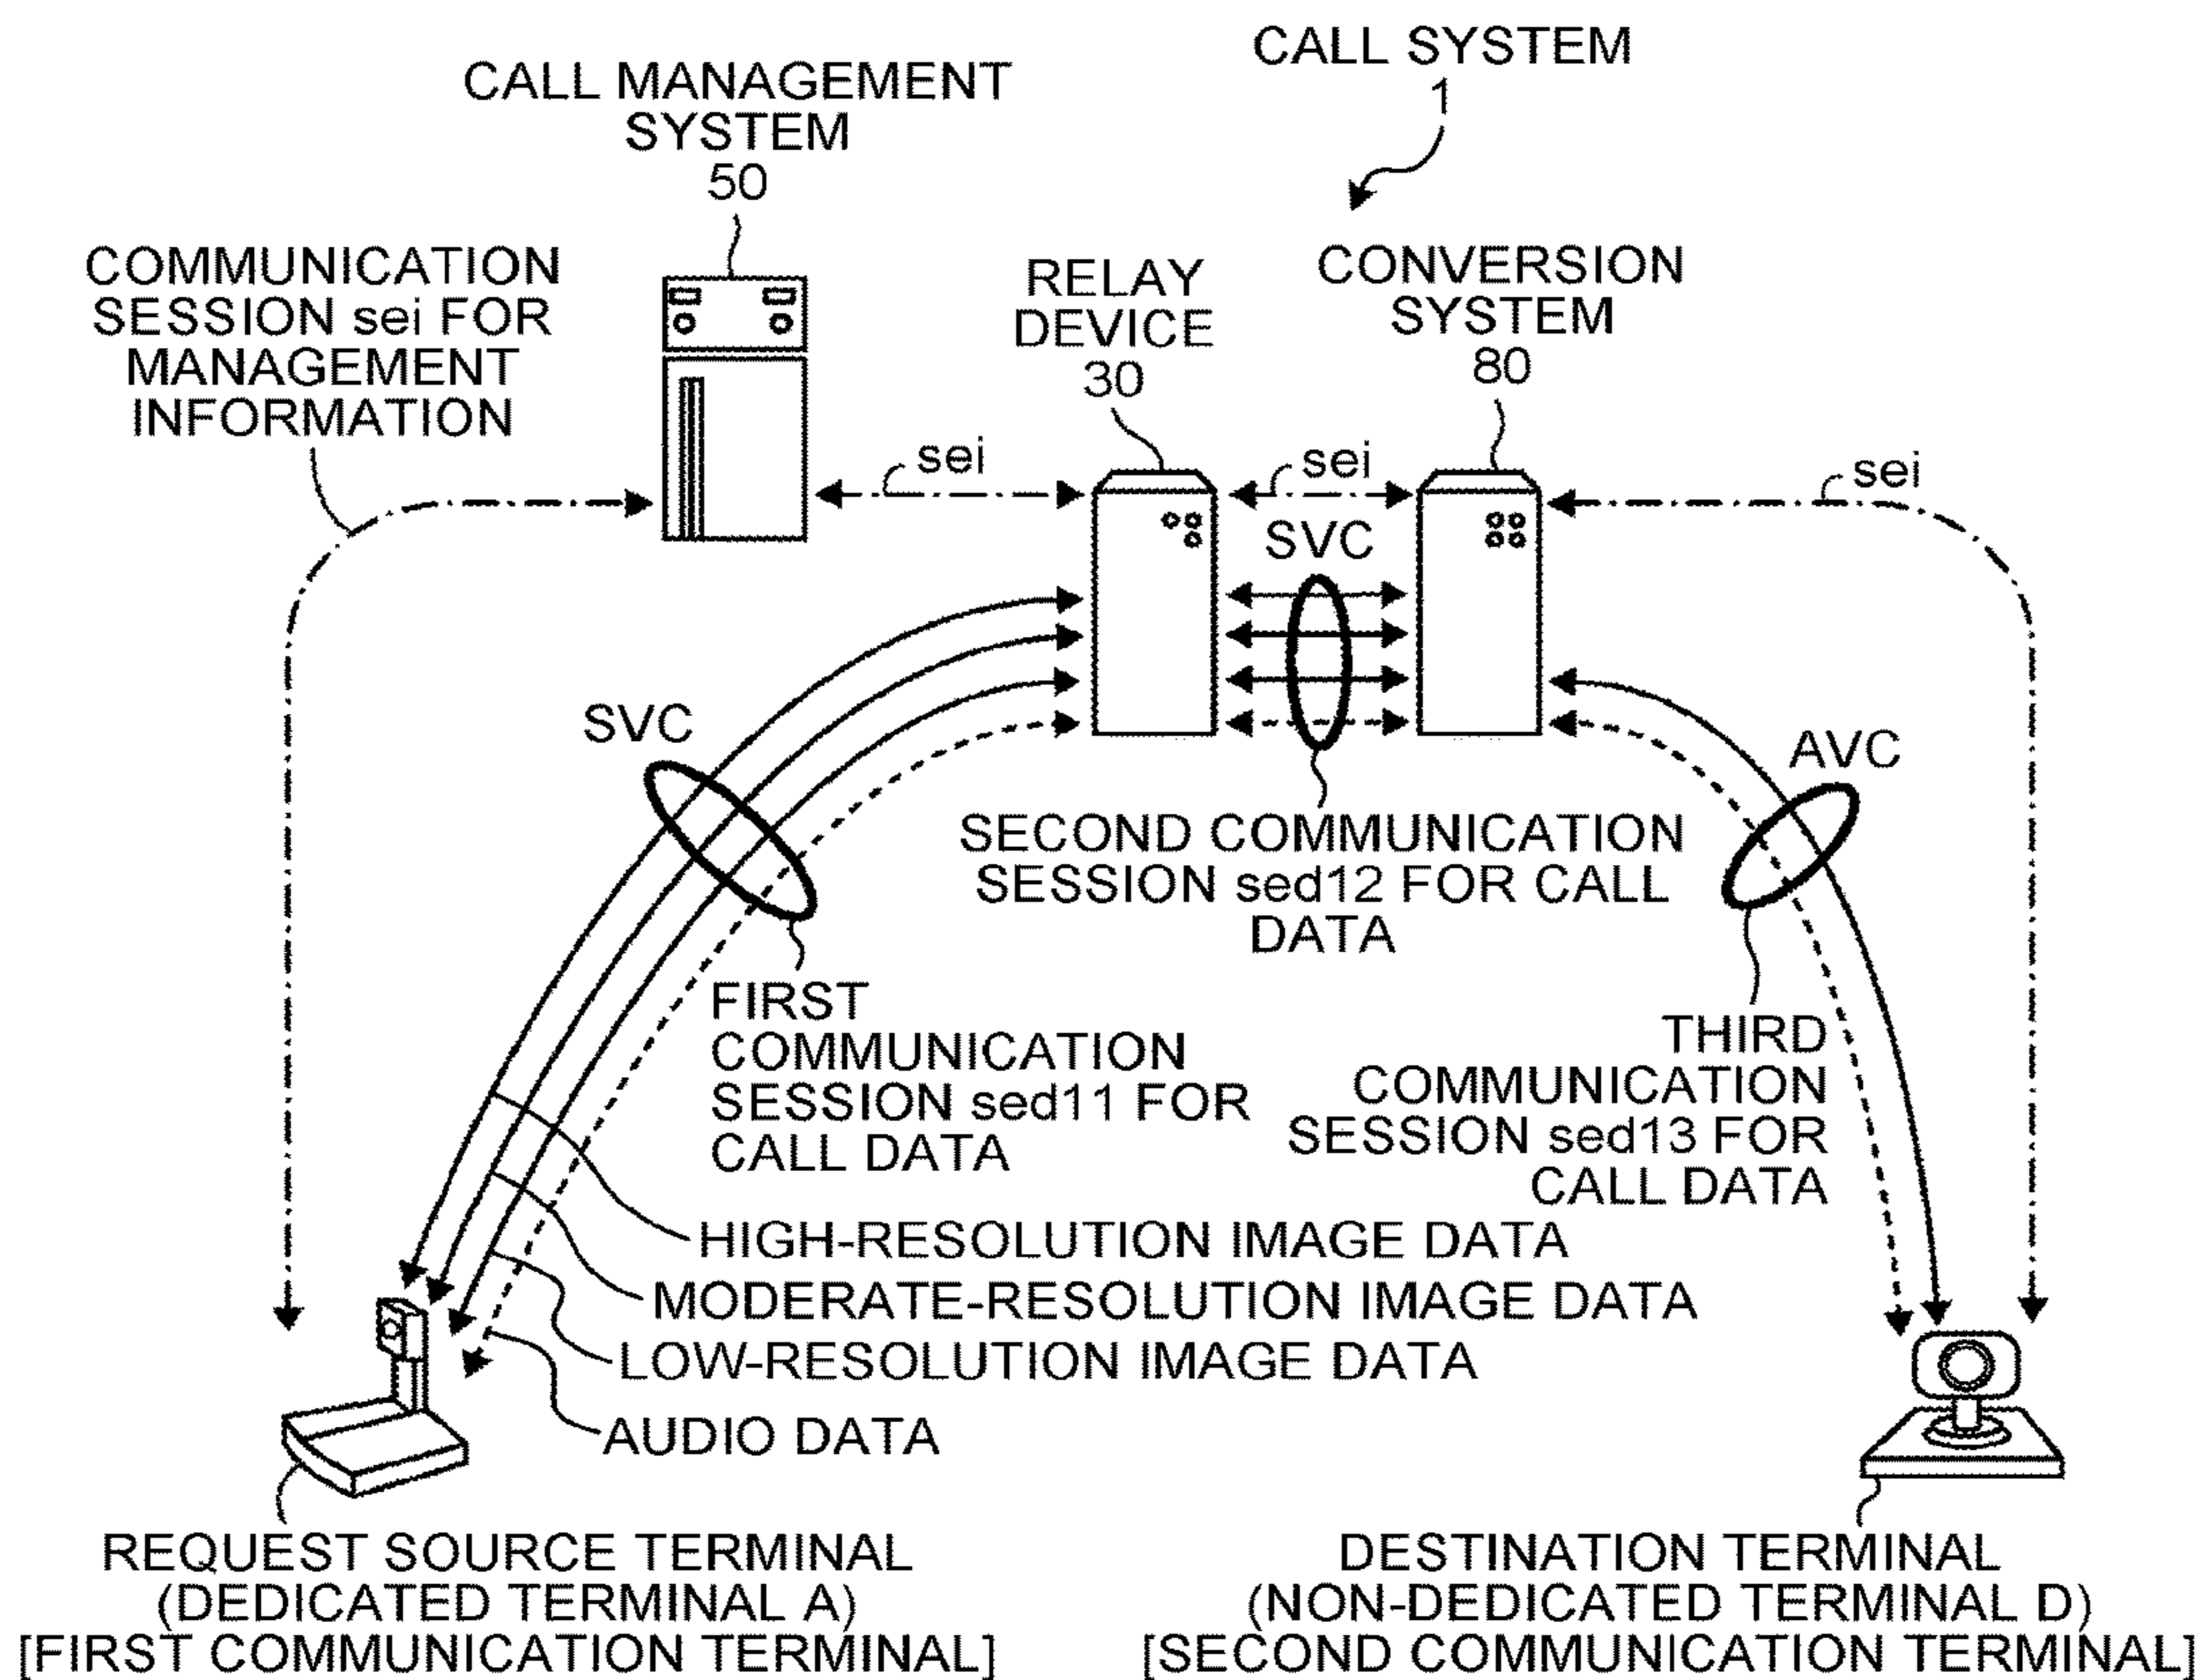 CALL SYSTEM
1
CALL MANAGEMENT
SYSTEM
50
COMMUNICATION
SESSION sei FOR
MANAGEMENT
INFORMATION
RELAY
DEVICE
30
CONVERSION
SYSTEM
80
sei
sei
sei
SVC
SVC
AVC
SECOND COMMUNICATION
SESSION sed12 FOR CALL
DATA
FIRST
COMMUNICATION
SESSION sed11 FOR
CALL DATA
THIRD
COMMUNICATION
SESSION sed13 FOR
CALL DATA
HIGH-RESOLUTION IMAGE DATA
MODERATE-RESOLUTION IMAGE DATA
LOW-RESOLUTION IMAGE DATA
AUDIO DATA
REQUEST SOURCE TERMINAL
(DEDICATED TERMINAL A)
[FIRST COMMUNICATION TERMINAL]
DESTINATION TERMINAL
(NON-DEDICATED TERMINAL D)
[SECOND COMMUNICATION TERMINAL]